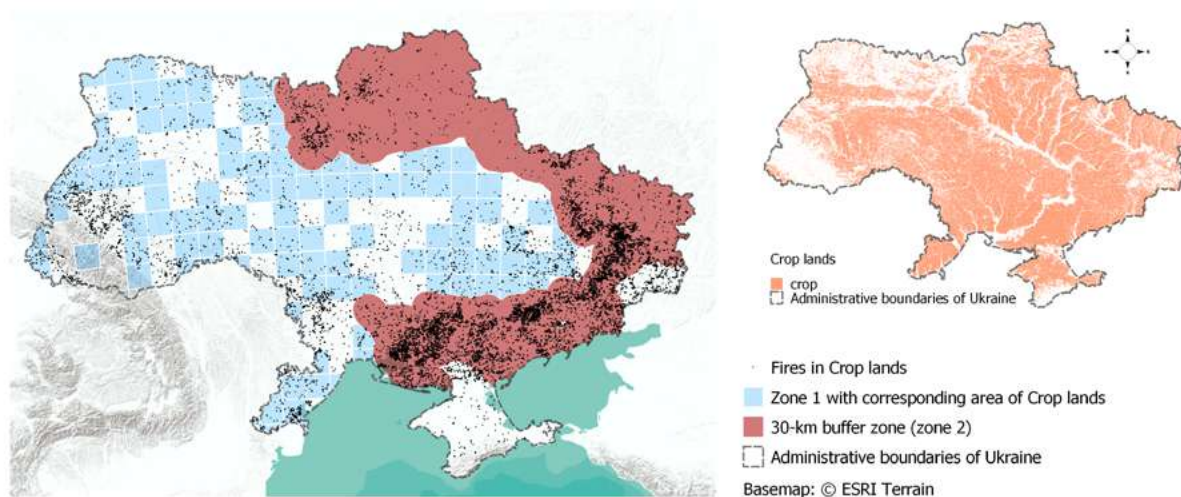 Crop lands
crop
Administrative boundaries of Ukraine
Fires in Crop lands
Zone 1 with corresponding area of Crop lands
30-km buffer zone (zone 2)
Administrative boundaries of Ukraine
Basemap: © ESRI Terrain